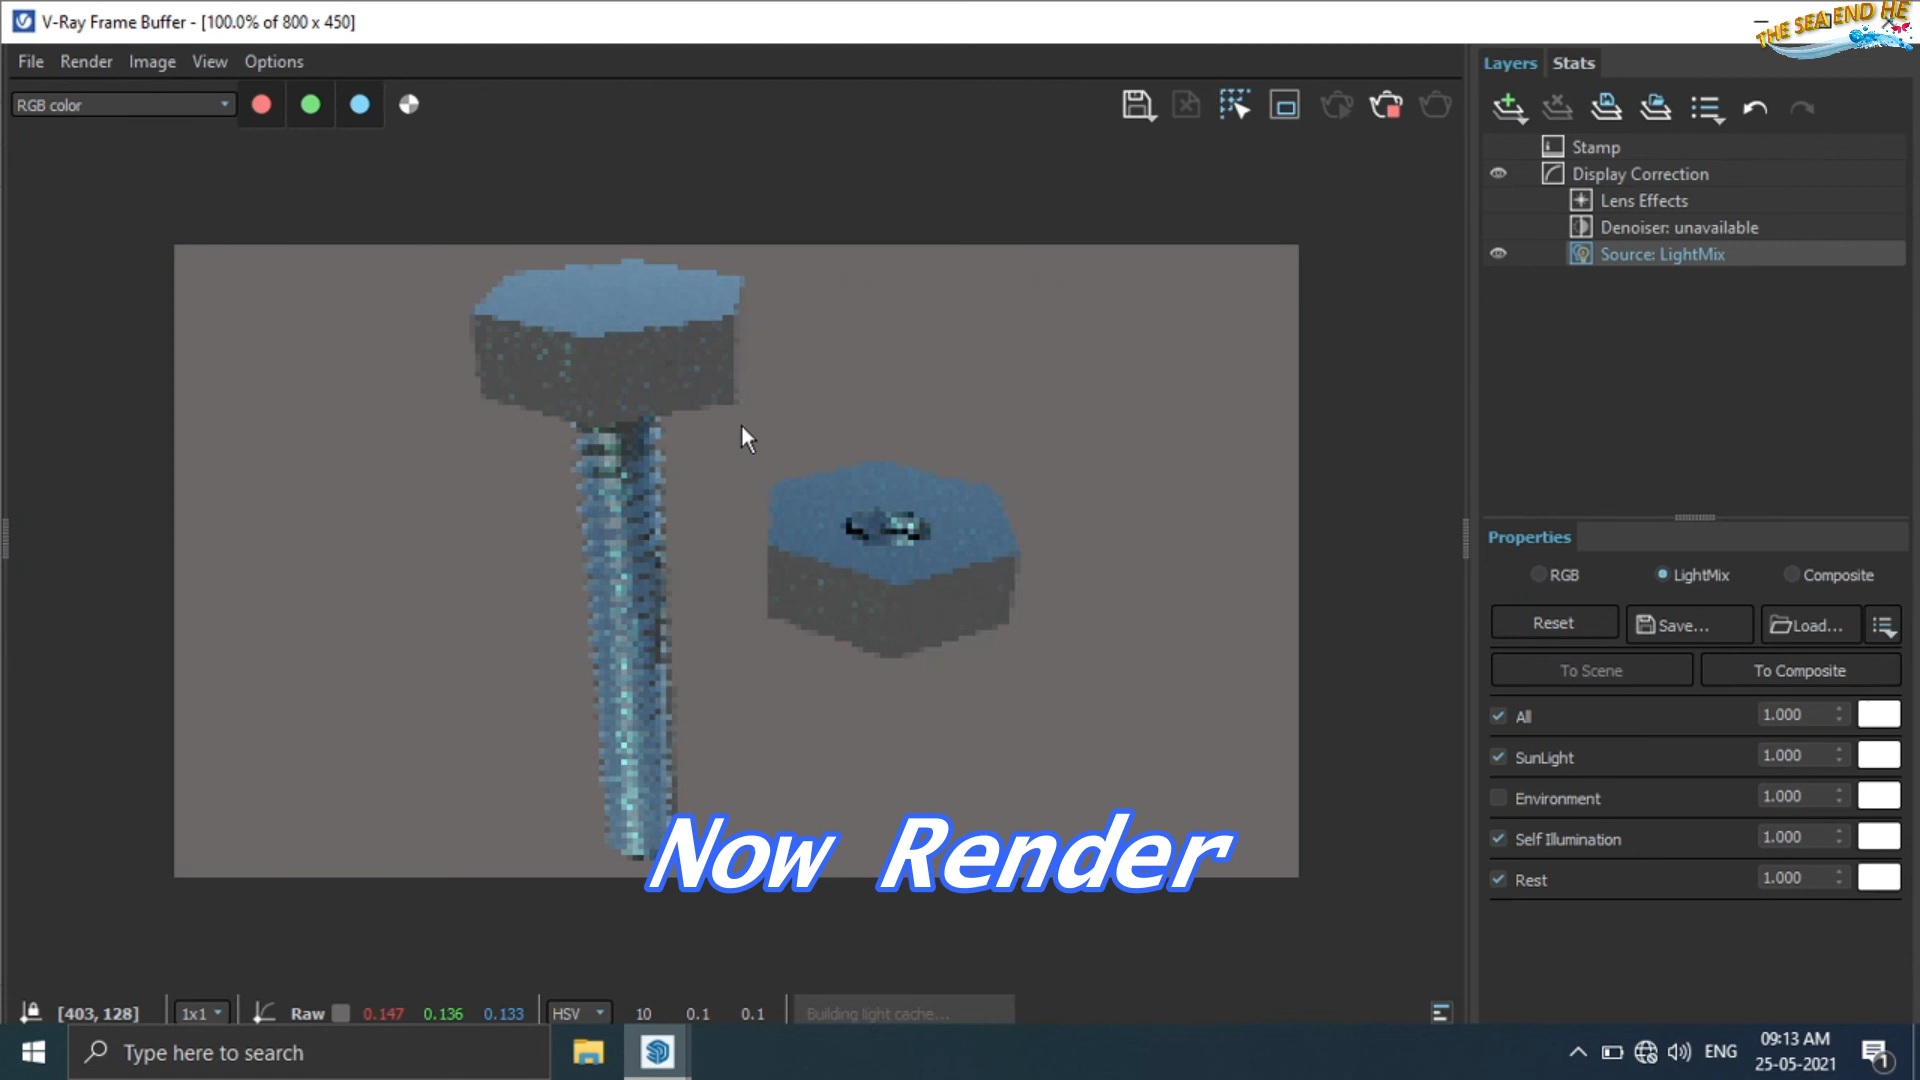 V-Ray Frame Buffer - [100.0% of 800 x 450]
THE SEA END HE
File Render Image View Options
Layers Stats
RGB color
Stamp
Display Correction
Lens Effects
Denoiser: unavailable
Source: LightMix
Properties
RGB LightMix Composite
Reset Save... Load...
To Scene To Composite
All 1.000
SunLight 1.000
Environment 1.000
Self Illumination 1.000
Rest 1.000
Now Render
[403, 128] 1x1 Raw 0.147 0.136 0.133 HSV 10 0.1 0.1 Building light cache...
Type here to search
ENG
09:13 AM
25-05-2021
1